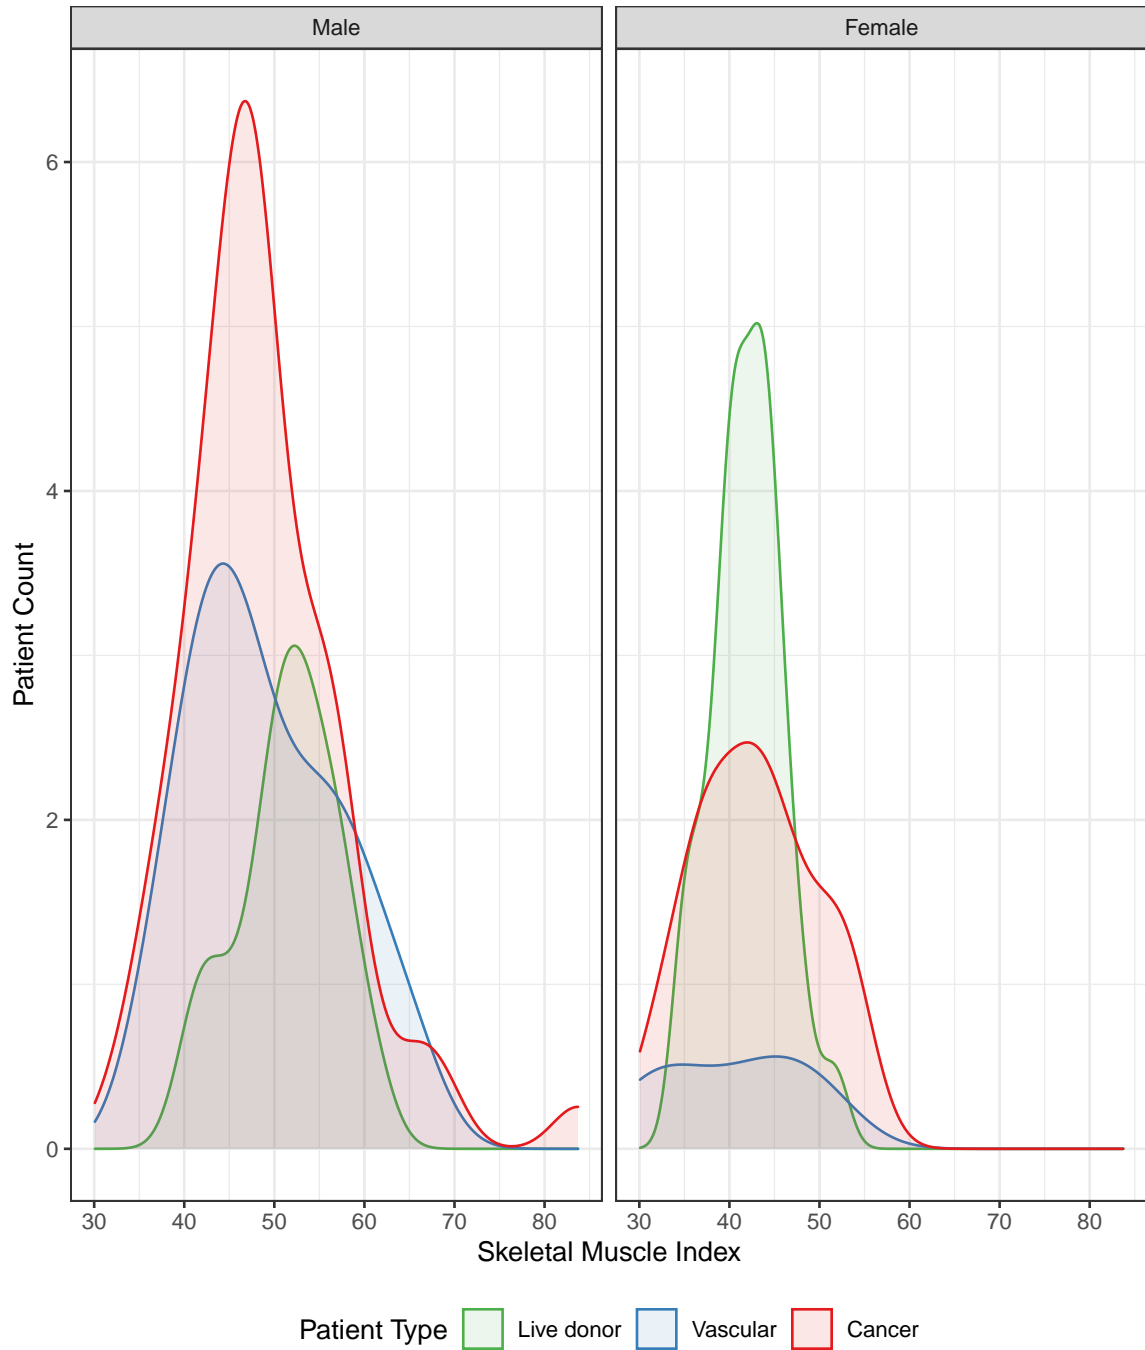 Male Female
Patient Count
6
4
2
0
30 40 50 60 70 80 30 40 50 60 70 80
Skeletal Muscle Index
Patient Type Live donor Vascular Cancer